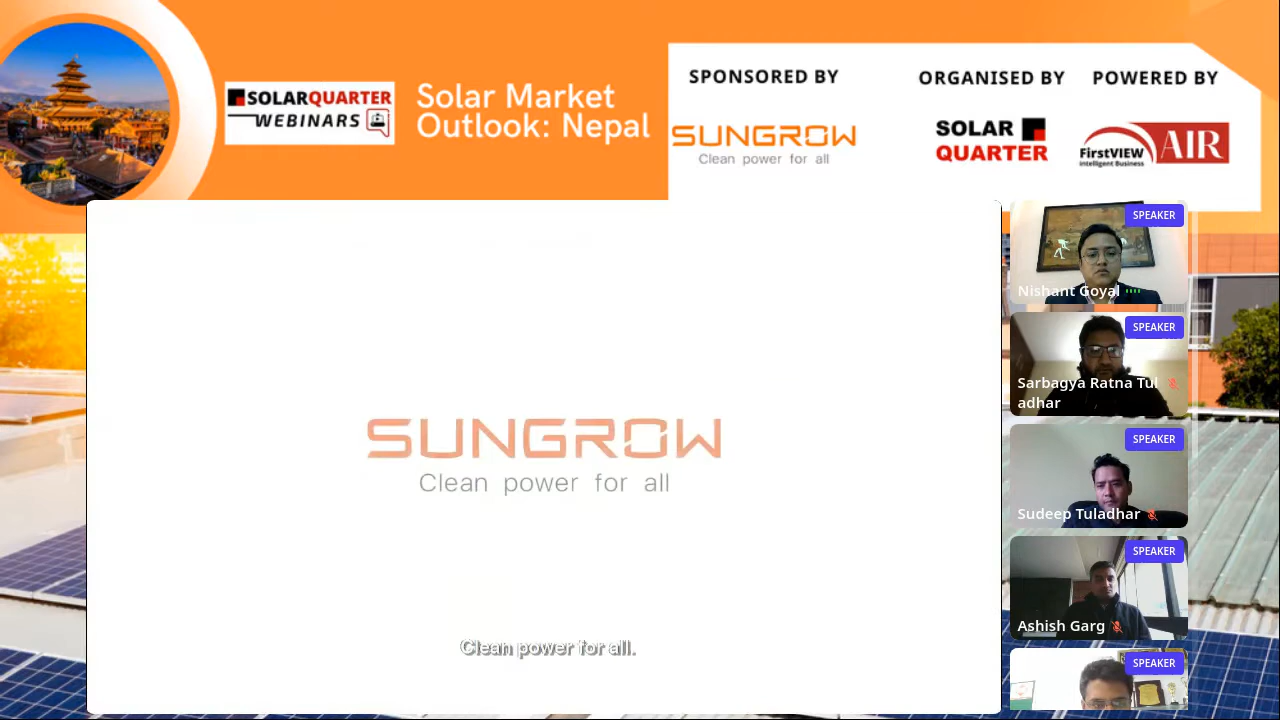 SOLARQUARTER
WEBINARS
Solar Market
Outlook: Nepal
SPONSORED BY
SUNGROW
Clean power for all
ORGANISED BY
SOLAR
QUARTER
POWERED BY
FirstVIEW
Intelligent Business
AIR
SUNGROW
Clean power for all
Clean power for all.
SPEAKER
Nishant Goyal
SPEAKER
Sarbagya Ratna Tul
adhar
SPEAKER
Sudeep Tuladhar
SPEAKER
Ashish Garg
SPEAKER